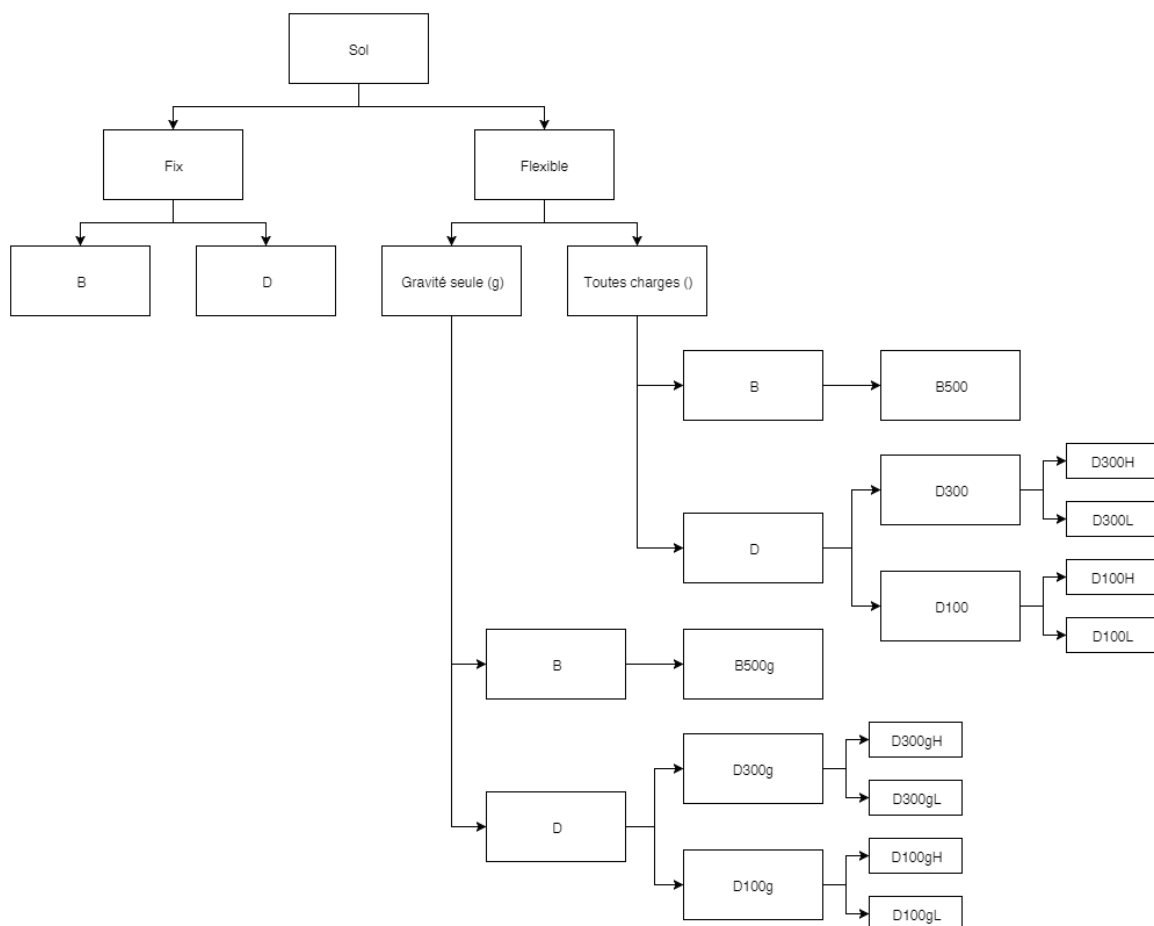 Sol
Fix
Flexible
B
D
Gravité seule (g)
Toutes charges ()
B
B500
D300H
D300
D300L
D
D100H
D100
D100L
B
B500g
D300gH
D300g
D300gL
D
D100gH
D100g
D100gL